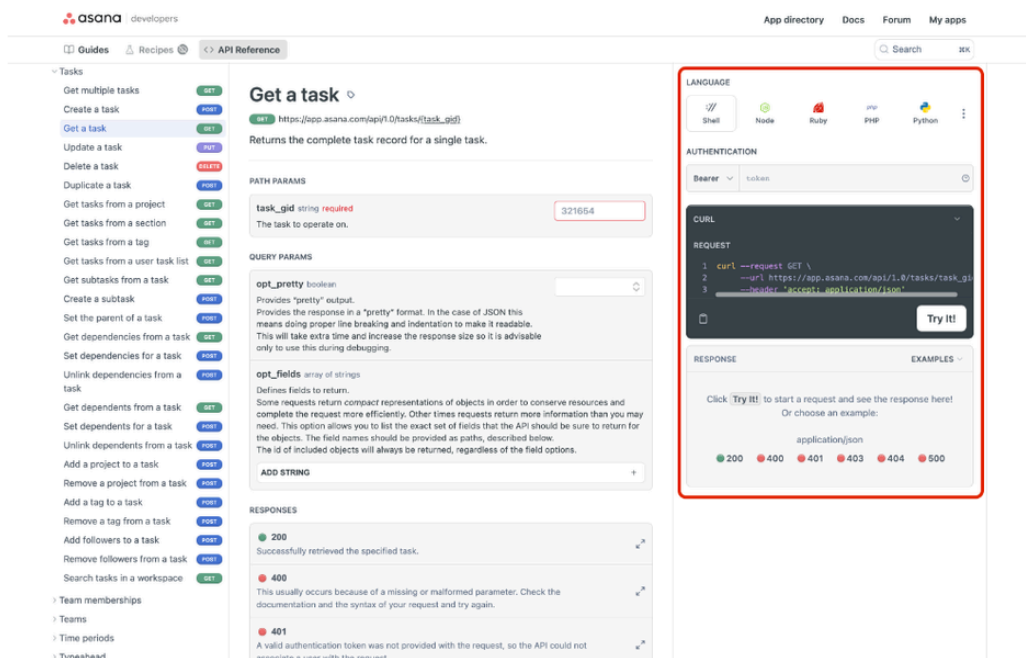 asana developers
App directory Docs Forum My apps
Guides Recipes API Reference
Search ⌘K
Tasks
Get multiple tasks GET
Create a task POST
Get a task GET
Update a task PUT
Delete a task DELETE
Duplicate a task POST
Get tasks from a project GET
Get tasks from a section GET
Get tasks from a tag GET
Get tasks from a user task list GET
Get subtasks from a task GET
Create a subtask POST
Set the parent of a task POST
Get dependencies from a task GET
Set dependencies for a task POST
Unlink dependencies from a POST
task
Get dependents from a task GET
Set dependents for a task POST
Unlink dependents from a task POST
Add a project to a task POST
Remove a project from a task POST
Add a tag to a task POST
Remove a tag from a task POST
Add followers to a task POST
Remove followers from a task POST
Search tasks in a workspace GET
Team memberships
Teams
Time periods
Typeahead
Get a task
GET https://app.asana.com/api/1.0/tasks/{task_gid}
Returns the complete task record for a single task.
PATH PARAMS
task_gid string required
321654
The task to operate on.
QUERY PARAMS
opt_pretty boolean
Provides "pretty" output.
Provides the response in a "pretty" format. In the case of JSON this
means doing proper line breaking and indentation to make it readable.
This will take extra time and increase the response size so it is advisable
only to use this during debugging.
opt_fields array of strings
Defines fields to return.
Some requests return compact representations of objects in order to conserve resources and
complete the request more efficiently. Other times requests return more information than you may
need. This option allows you to list the exact set of fields that the API should be sure to return for
the objects. The field names should be provided as paths, described below.
The id of included objects will always be returned, regardless of the field options.
ADD STRING +
RESPONSES
200
Successfully retrieved the specified task.
400
This usually occurs because of a missing or malformed parameter. Check the
documentation and the syntax of your request and try again.
401
A valid authentication token was not provided with the request, so the API could not
associate a user with the request.
LANGUAGE
Shell Node Ruby PHP Python
AUTHENTICATION
Bearer token
CURL
REQUEST
1 curl --request GET \
2 --url https://app.asana.com/api/1.0/tasks/task_gi
3 --header 'accept: application/json'
Try It!
RESPONSE EXAMPLES
Click Try It! to start a request and see the response here!
Or choose an example:
application/json
200 400 401 403 404 500